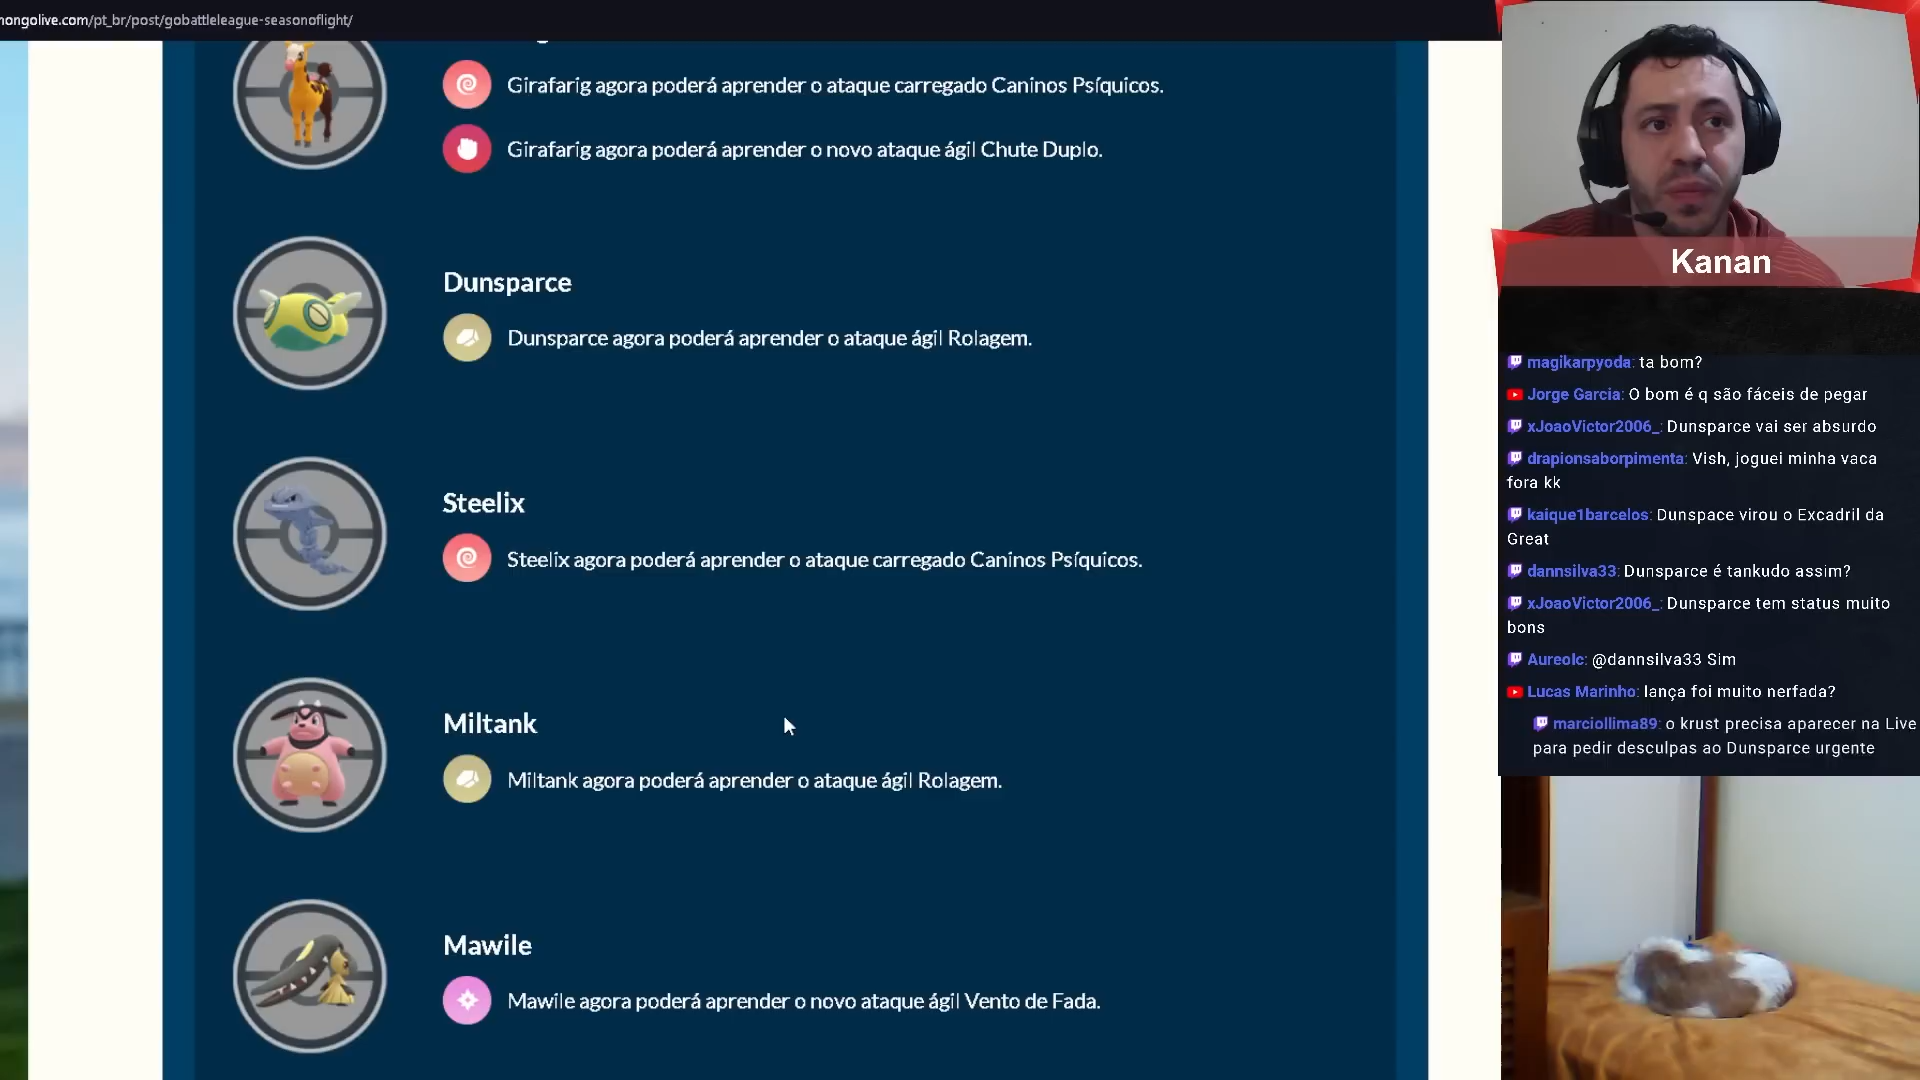 mongolive.com/pt_br/post/gobattleleague-seasonoflight/
Girafarig agora poderá aprender o ataque carregado Caninos Psíquicos.
Girafarig agora poderá aprender o novo ataque ágil Chute Duplo.
Dunsparce
Dunsparce agora poderá aprender o ataque ágil Rolagem.
Steelix
Steelix agora poderá aprender o ataque carregado Caninos Psíquicos.
Miltank
Miltank agora poderá aprender o ataque ágil Rolagem.
Mawile
Mawile agora poderá aprender o novo ataque ágil Vento de Fada.
Kanan
magikarpyoda: ta bom?
Jorge Garcia: O bom é q são fáceis de pegar
xJoaoVictor2006_: Dunsparce vai ser absurdo
drapionsaborpimenta: Vish, joguei minha vaca
fora kk
kaique1barcelos: Dunspace virou o Excadril da
Great
dannsilva33: Dunsparce é tankudo assim?
xJoaoVictor2006_: Dunsparce tem status muito
bons
Aureolc: @dannsilva33 Sim
Lucas Marinho: lança foi muito nerfada?
marciollima89: o krust precisa aparecer na Live
para pedir desculpas ao Dunsparce urgente